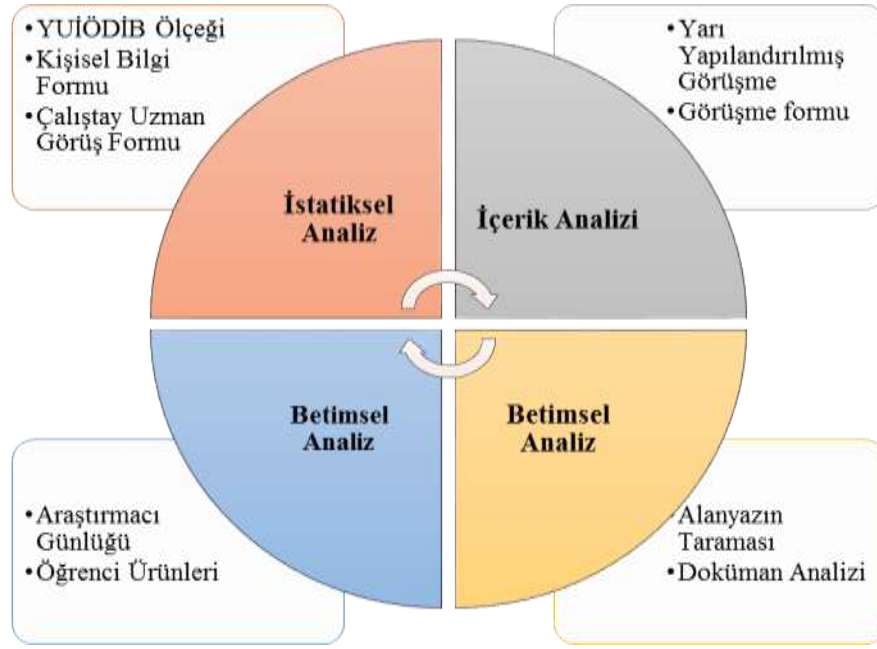 •YUİÖDİB Ölçeği
•Kişisel Bilgi
Formu
•Çalıştay Uzman
Görüş Formu
•Yarı
Yapılandırılmış
Görüşme
•Görüşme formu
İstatiksel
Analiz
İçerik Analizi
Betimsel
Analiz
Betimsel
Analiz
•Araştırmacı
Günlüğü
•Öğrenci Ürünleri
•Alanyazın
Taraması
•Doküman Analizi